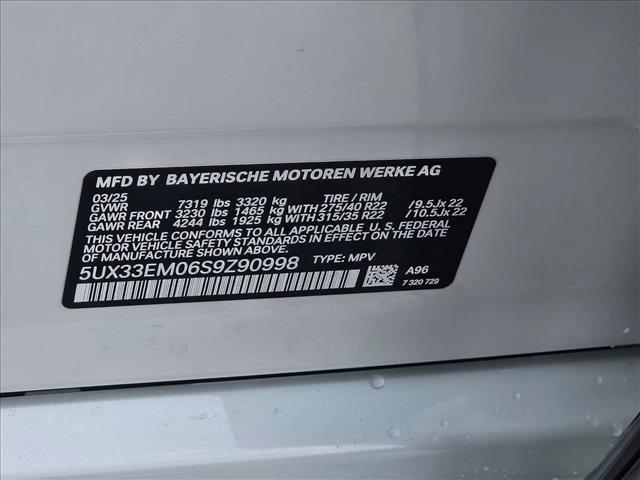 MFD BY BAYERISCHE MOTOREN WERKE AG
03/25
GVWR 7319 lbs 3320 kg TIRE / RIM
GAWR FRONT 3230 lbs 1465 kg WITH 275/40 R22 / 9.5Jx22
GAWR REAR 4244 lbs 1925 kg WITH 315/35 R22 / 10.5Jx22
THIS VEHICLE CONFORMS TO ALL APPLICABLE, U.S. FEDERAL
MOTOR VEHICLE SAFETY STANDARDS IN EFFECT ON THE
DATE OF MANUFACTURE SHOWN ABOVE.
5UX33EM06S9Z90998 TYPE: MPV
A96
7 320 729